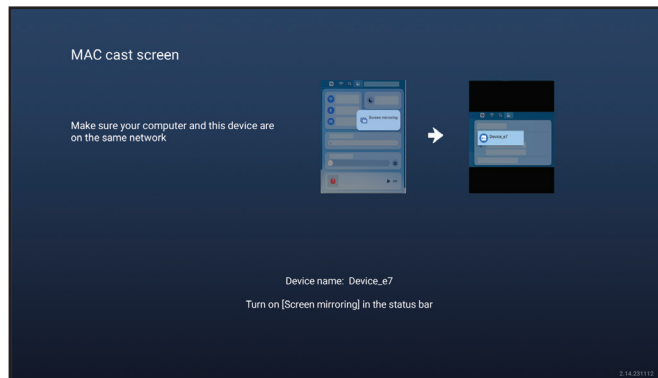 MAC cast screen
Screen mirroring
Device_e7
Make sure your computer and this device are
on the same network
Device name: Device_e7
Turn on [Screen mirroring] in the status bar
2.14.231112